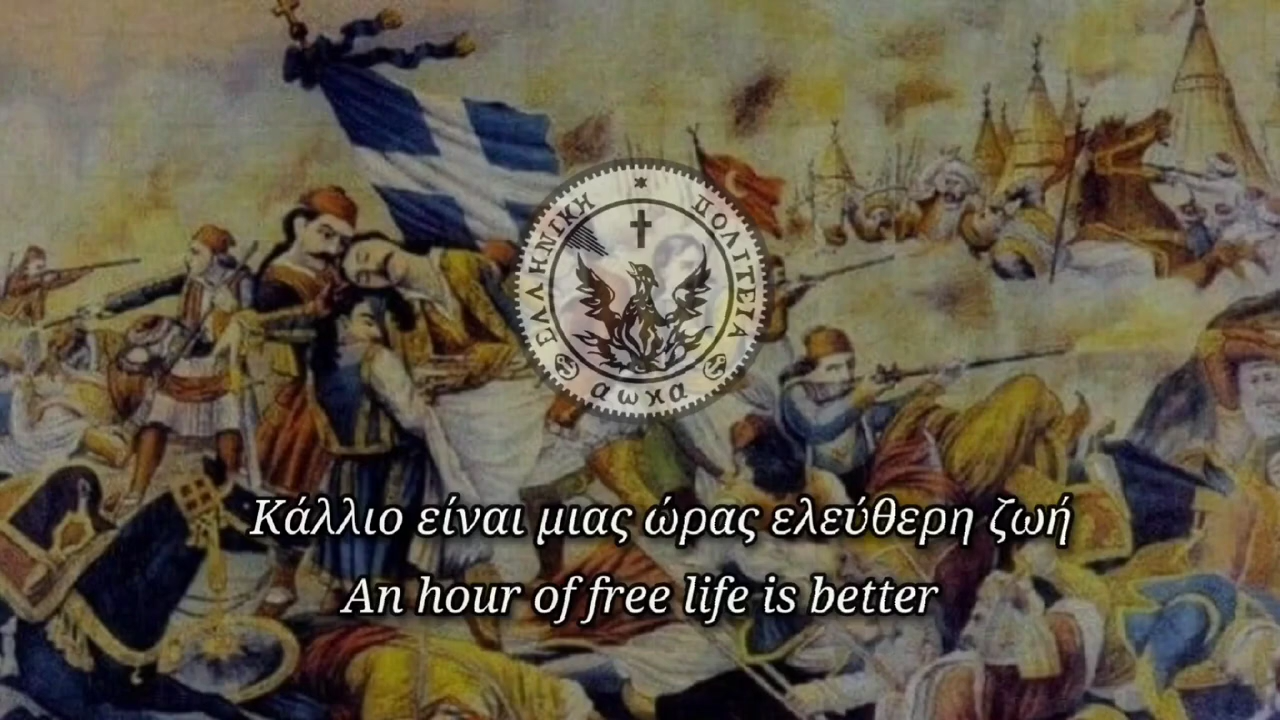 ΕΛΛΗΝΙΚΗ ΠΟΛΙΤΕΙΑ
αωκα
Κάλλιο είναι μιας ώρας ελεύθερη ζωή
An hour of free life is better